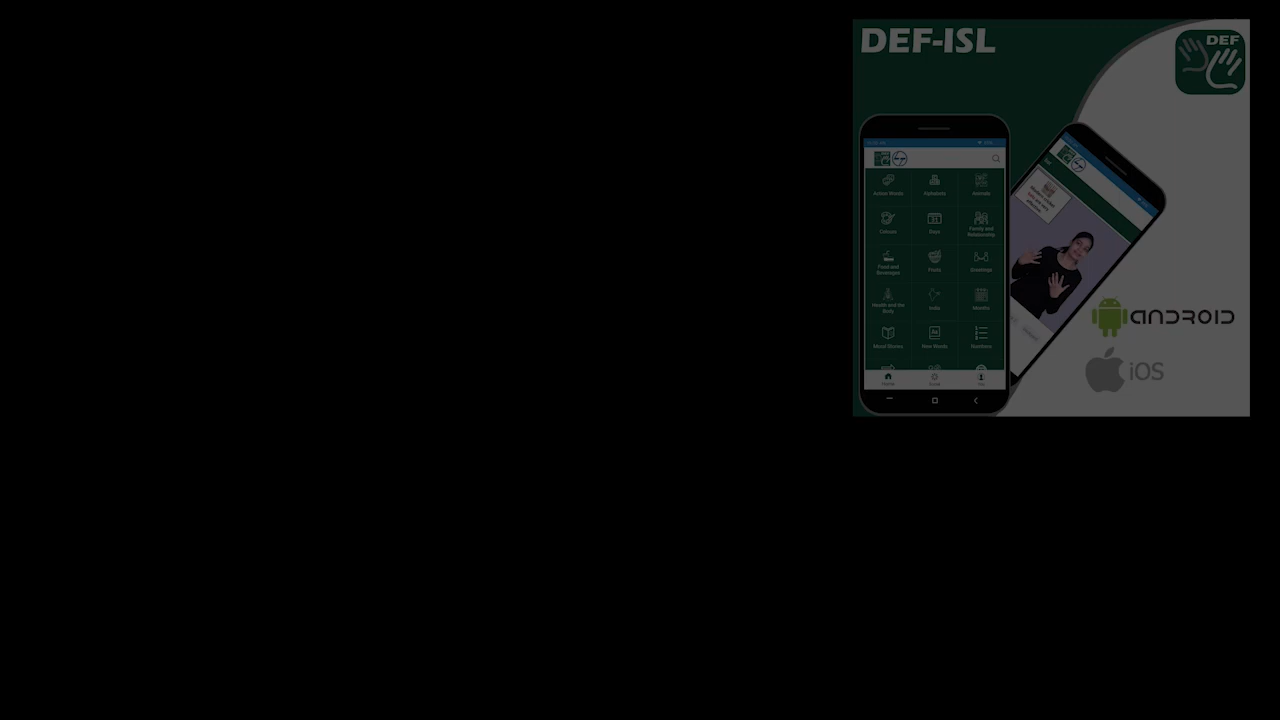 DEF-ISL
DEF
Action Words
Alphabets
Animals
Colours
Days
Family and
Relationship
Food and
Beverages
Fruits
Greetings
Health and the
Body
India
Months
Moral Stories
New Words
Numbers
Home
android
iOS